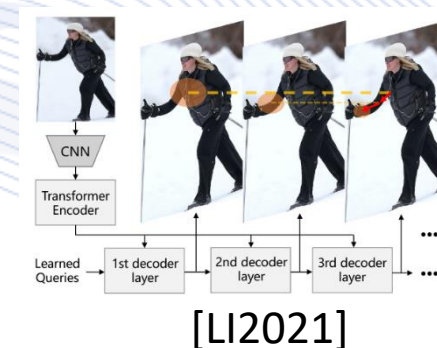 CNN
Transformer
Encoder
Learned
Queries
1st decoder
layer
2nd decoder
layer
3rd decoder
layer
...
...
[LI2021]